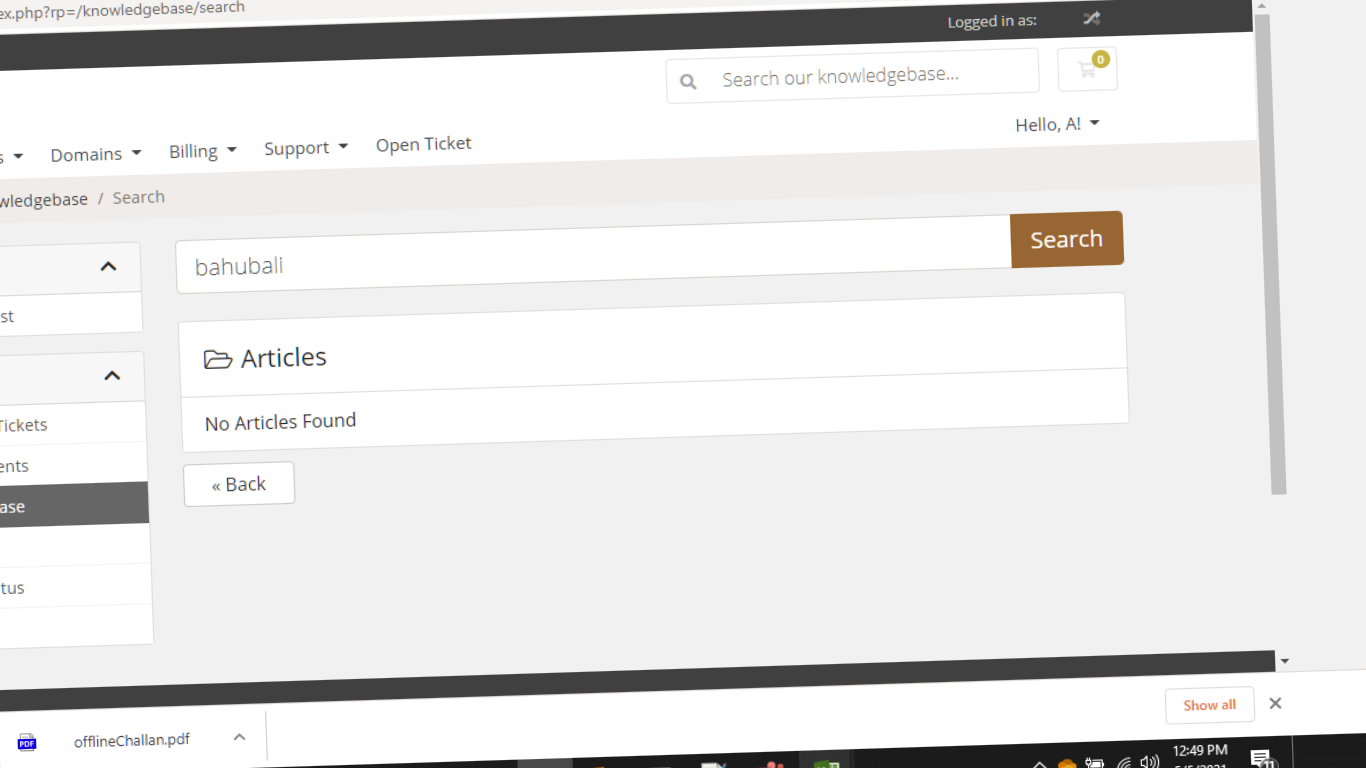 ex.php?rp=/knowledgebase/search
Logged in as:
Search our knowledgebase...
0
Hello, A!
s Domains Billing Support Open Ticket
wledgebase / Search
bahubali
Search
st
Articles
No Articles Found
Tickets
ents
« Back
ase
tus
Show all
PDF offlineChallan.pdf
12:49 PM
11